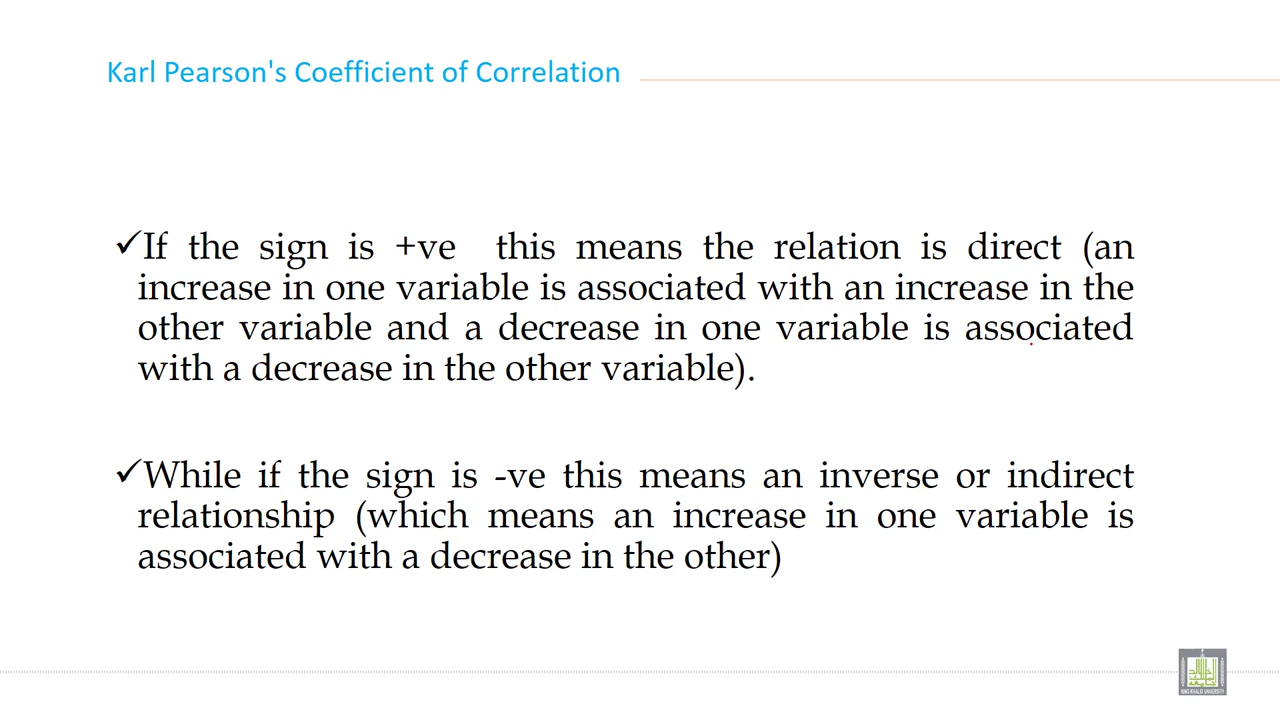 Karl Pearson's Coefficient of Correlation
✓If the sign is +ve this means the relation is direct (an
increase in one variable is associated with an increase in the
other variable and a decrease in one variable is associated
with a decrease in the other variable).
✓While if the sign is -ve this means an inverse or indirect
relationship (which means an increase in one variable is
associated with a decrease in the other)
KING KHALID UNIVERSITY